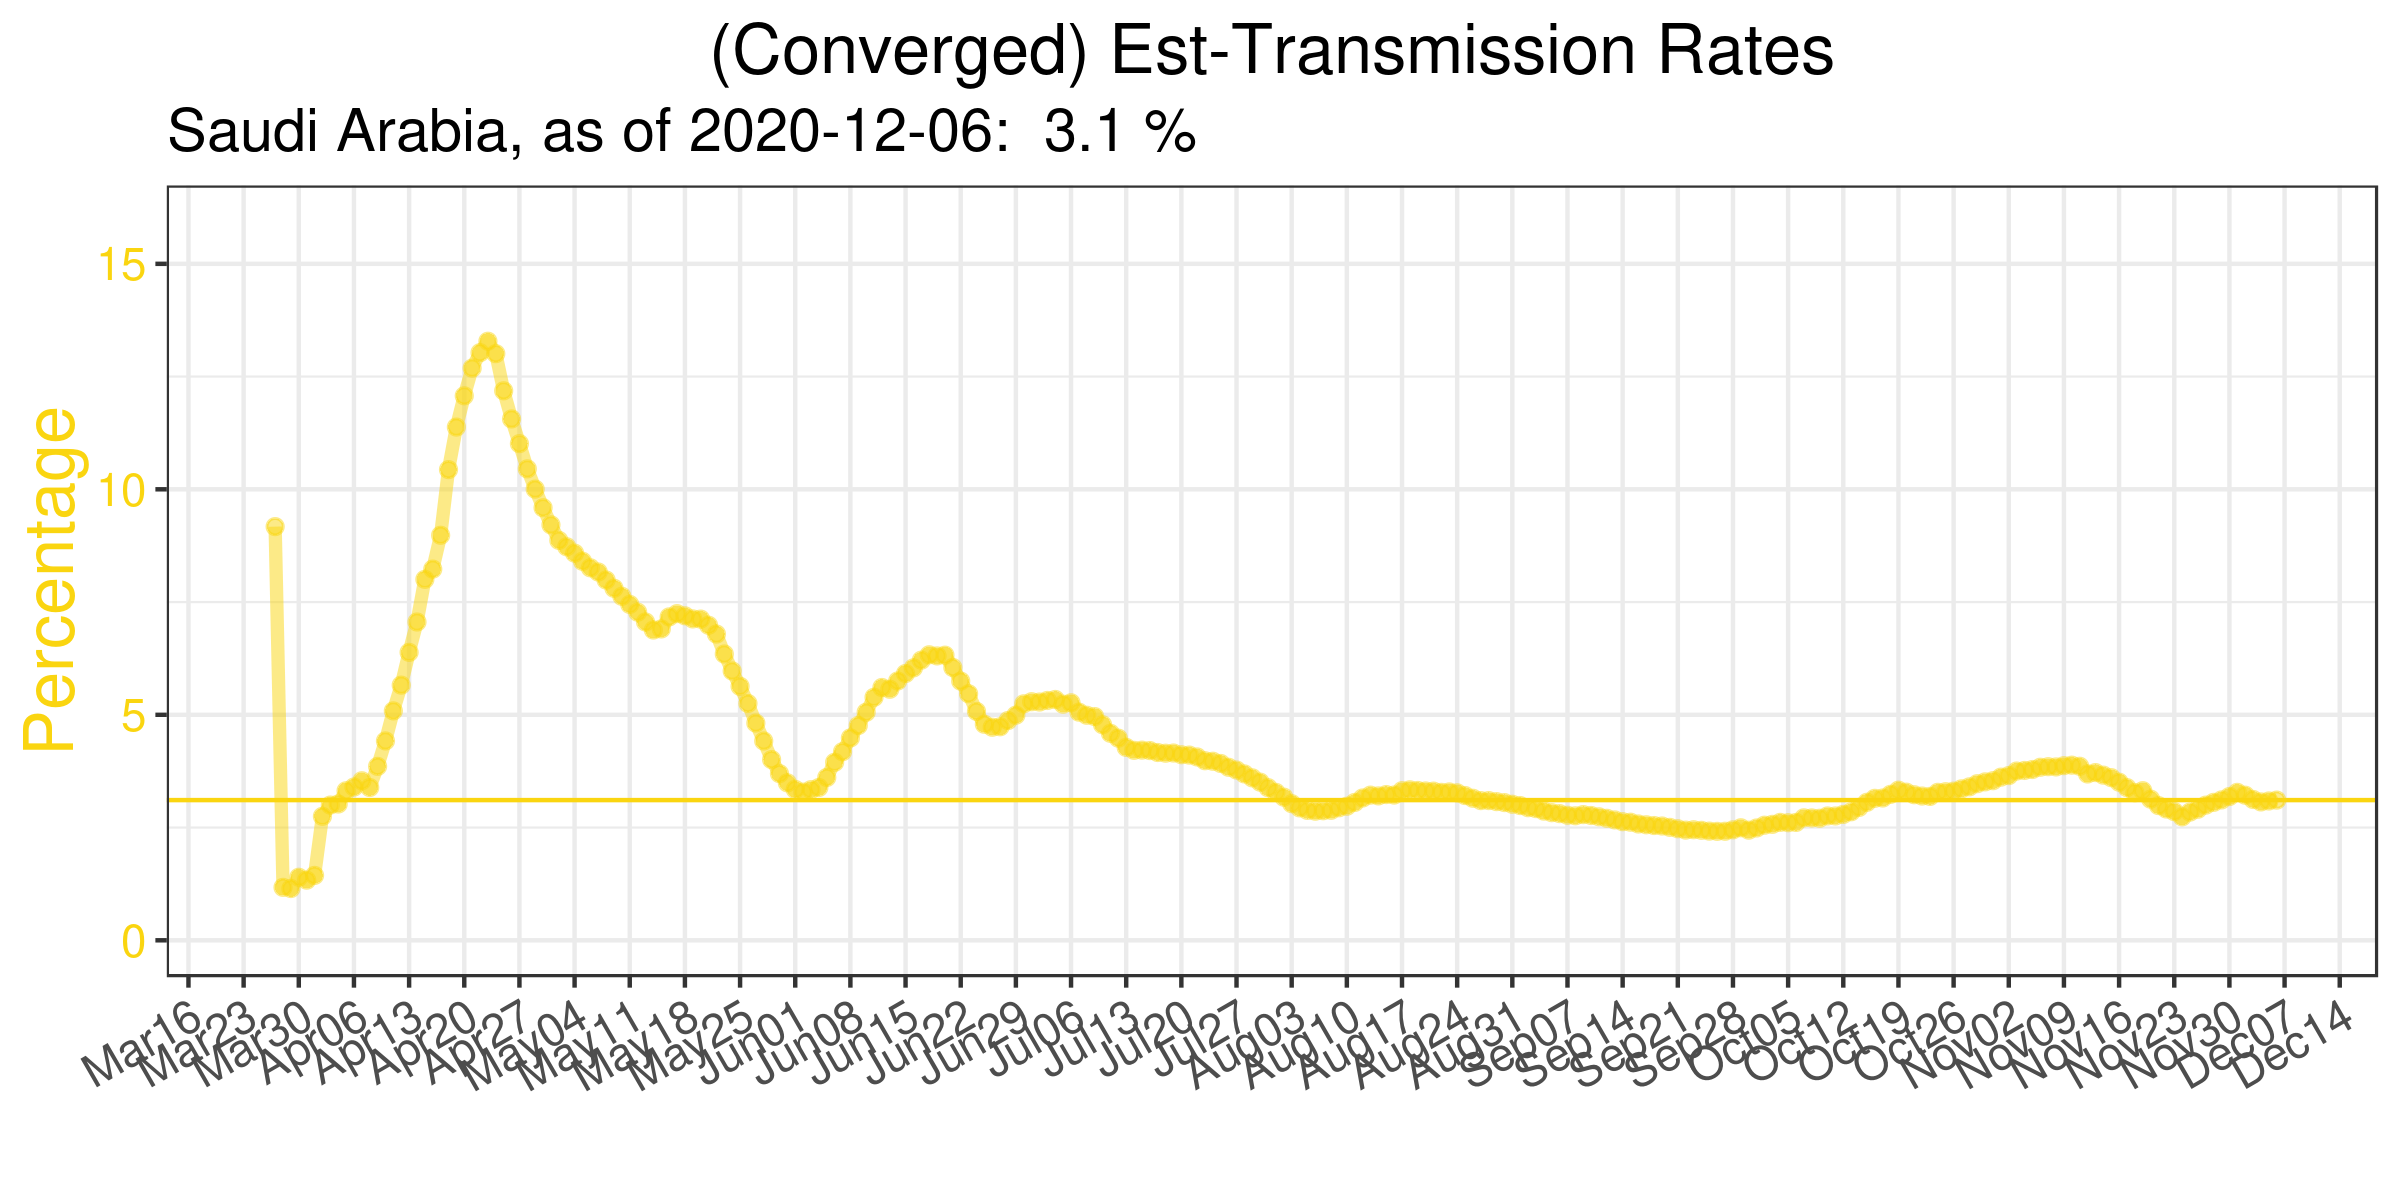 (Converged) Est-Transmission Rates
Saudi Arabia, as of 2020-12-06:  3.1 %
Percentage
15
10
5
0
Mar16
Mar23
Mar30
Apr06
Apr13
Apr20
Apr27
May04
May11
May18
May25
Jun01
Jun08
Jun15
Jun22
Jun29
Jul06
Jul13
Jul20
Jul27
Aug03
Aug10
Aug17
Aug24
Aug31
Sep07
Sep14
Sep21
Sep28
Oct05
Oct12
Oct19
Oct26
Nov02
Nov09
Nov16
Nov23
Nov30
Dec07
Dec14